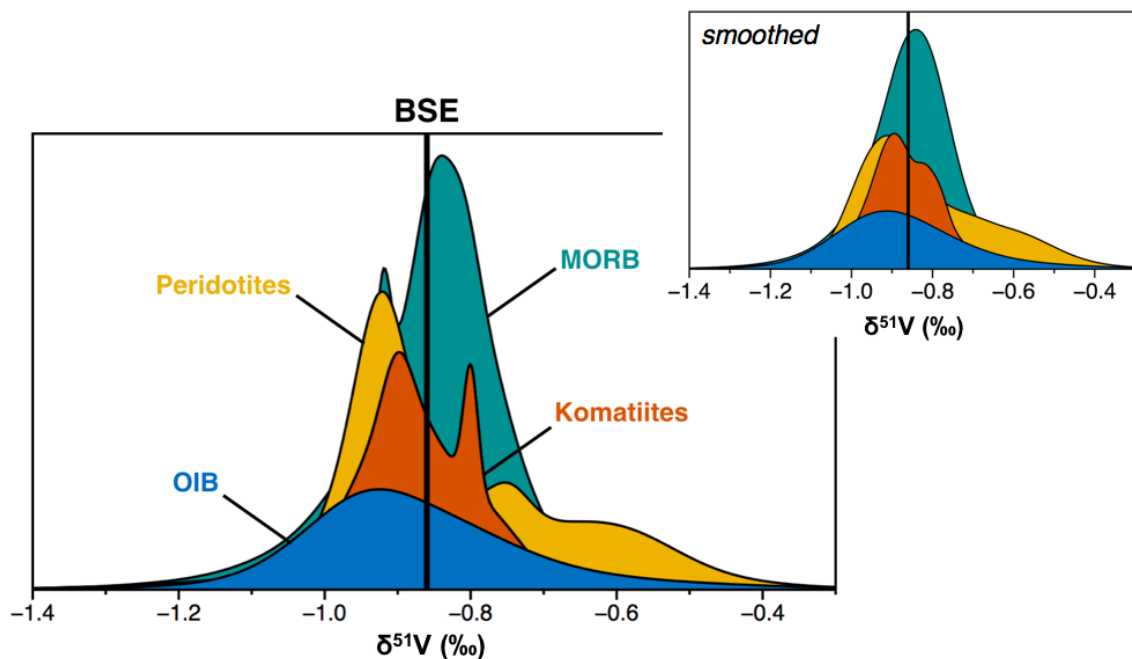 smoothed
−1.4 −1.2 −1.0 −0.8 −0.6 −0.4
δ⁵¹V (‰)
BSE
MORB
Peridotites
Komatiites
OIB
−1.4 −1.2 −1.0 −0.8 −0.6 −0.4
δ⁵¹V (‰)